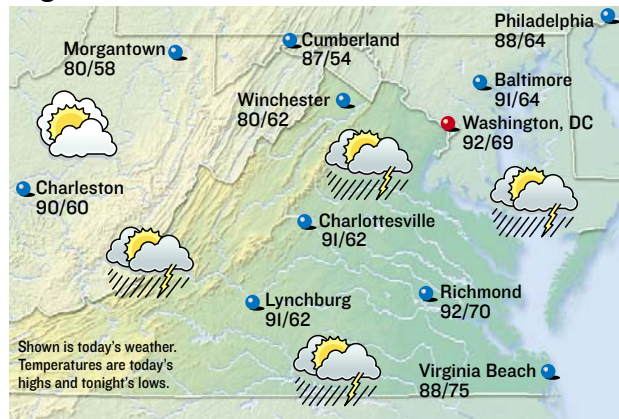 Philadelphia
88/64
Morgantown
80/58
Cumberland
87/54
Baltimore
91/64
Winchester
80/62
Washington, DC
92/69
Charleston
90/60
Charlottesville
91/62
Lynchburg
91/62
Richmond
92/70
Shown is today's weather.
Temperatures are today's
highs and tonight's lows.
Virginia Beach
88/75